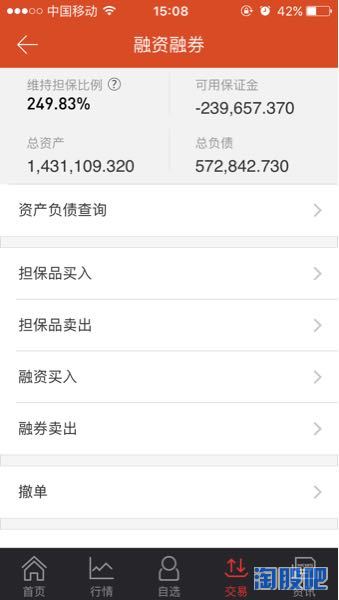 中国移动 15:08 42%
融资融券
维持担保比例 ? 可用保证金
249.83% -239,657.370
总资产 总负债
1,431,109.320 572,842.730
资产负债查询
担保品买入
担保品卖出
融资买入
融券卖出
撤单
首页 行情 自选 交易 资讯
淘股吧